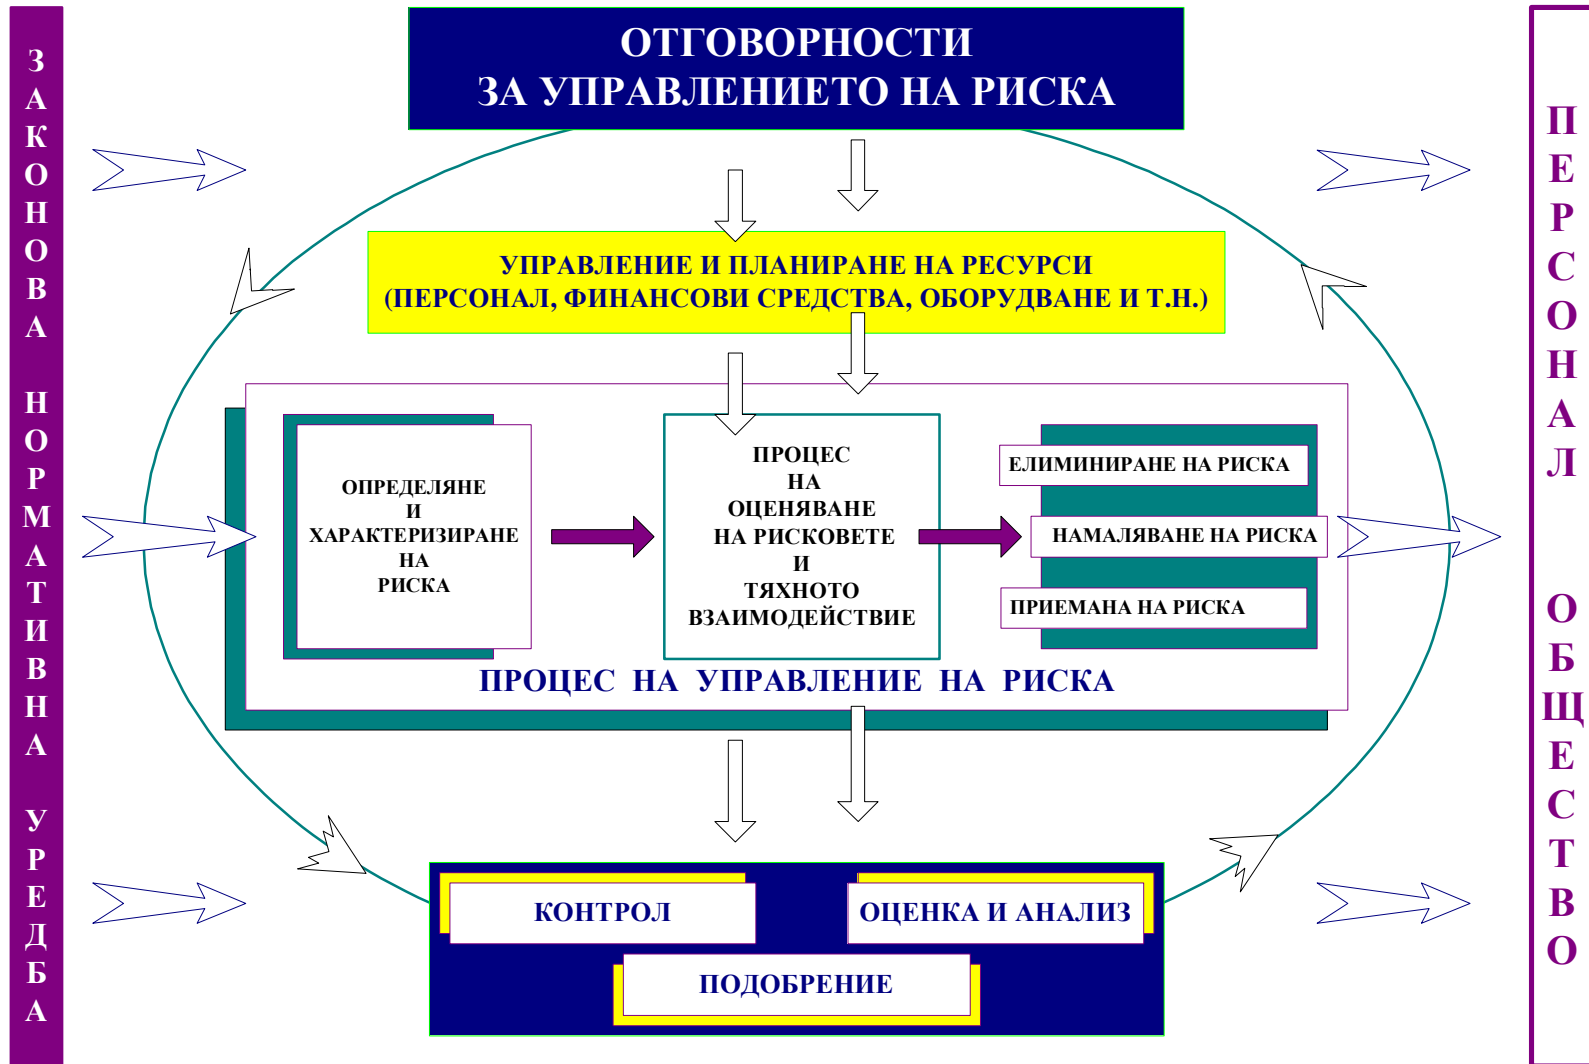 ЗАКОНОВА НОРМАТИВНА УРЕДБА
ОТГОВОРНОСТИ
ЗА УПРАВЛЕНИЕТО НА РИСКА
УПРАВЛЕНИЕ И ПЛАНИРАНЕ НА РЕСУРСИ
(ПЕРСОНАЛ, ФИНАНСОВИ СРЕДСТВА, ОБОРУДВАНЕ И Т.Н.)
ОПРЕДЕЛЯНЕ
И
ХАРАКТЕРИЗИРАНЕ
НА
РИСКА
ПРОЦЕС
НА
ОЦЕНЯВАНЕ
НА РИСКОВЕТЕ
И
ТЯХНОТО
ВЗАИМОДЕЙСТВИЕ
ЕЛИМИНИРАНЕ НА РИСКА
НАМАЛЯВАНЕ НА РИСКА
ПРИЕМАНА НА РИСКА
ПРОЦЕС НА УПРАВЛЕНИЕ НА РИСКА
КОНТРОЛ
ОЦЕНКА И АНАЛИЗ
ПОДОБРЕНИЕ
ПЕРСОНАЛ ОБЩЕСТВО